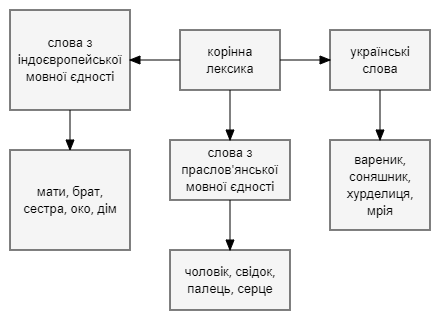 слова з
індоєвропейської
мовної єдності
корінна
лексика
українські
слова
мати, брат,
сестра, око, дім
слова з
праслов'янської
мовної єдності
вареник,
соняшник,
хурделиця,
мрія
чоловік, свідок,
палець, серце